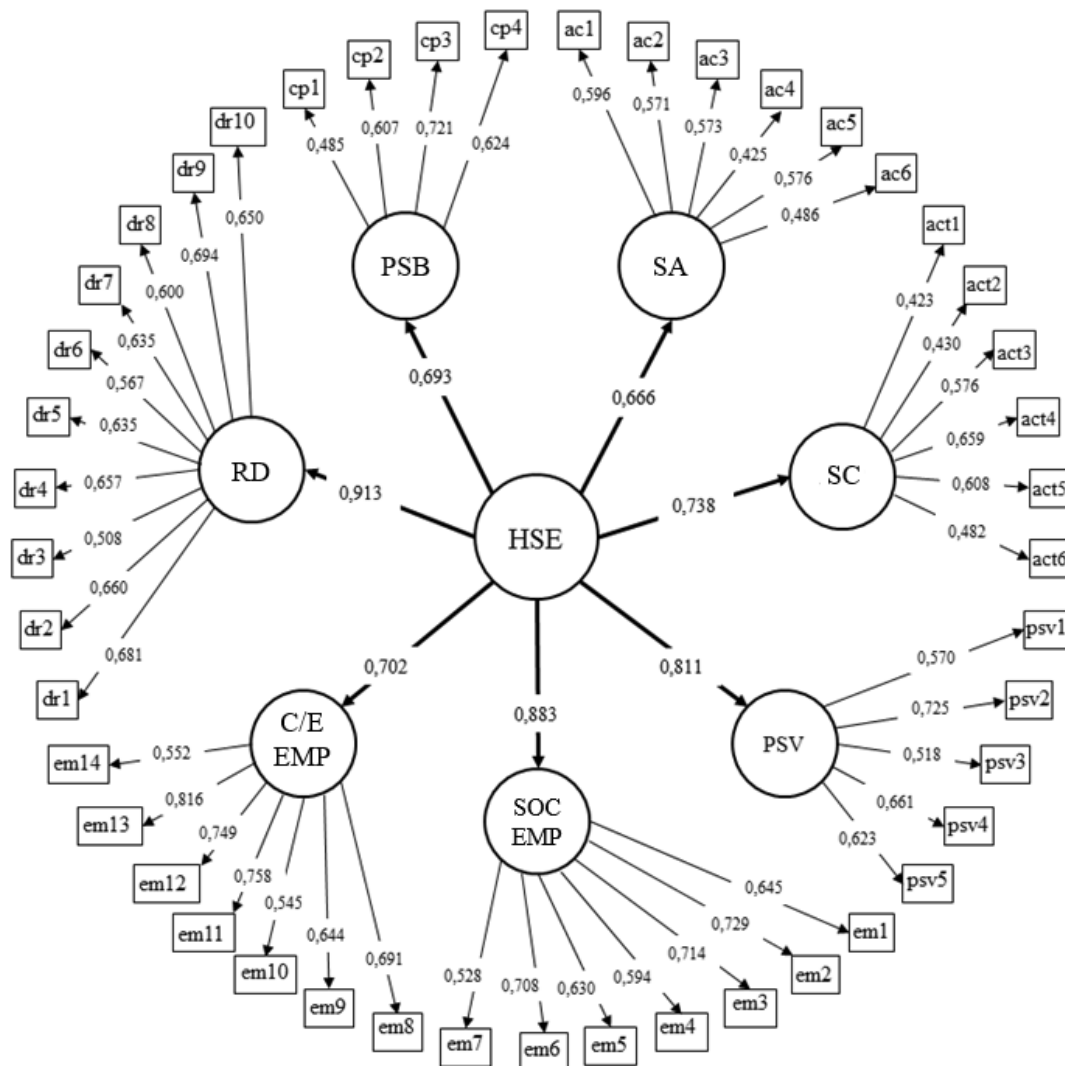 cp4
cp3
cp2
cp1
0,485
0,607
0,721
0,624
PSB
ac1
ac2
ac3
ac4
ac5
ac6
0,596
0,571
0,573
0,425
0,576
0,486
SA
dr10
dr9
dr8
dr7
dr6
dr5
dr4
dr3
dr2
dr1
0,650
0,694
0,600
0,635
0,567
0,635
0,657
0,508
0,660
0,681
RD
act1
act2
act3
act4
act5
act6
0,423
0,430
0,576
0,659
0,608
0,482
SC
0,693
0,666
0,913
0,738
HSE
0,702
0,883
0,811
C/E
EMP
0,552
0,816
0,749
0,758
0,545
0,644
0,691
em14
em13
em12
em11
em10
em9
em8
SOC
EMP
0,528
0,708
0,630
0,594
0,714
0,729
0,645
em7
em6
em5
em4
em3
em2
em1
PSV
0,570
0,725
0,518
0,661
0,623
psv1
psv2
psv3
psv4
psv5